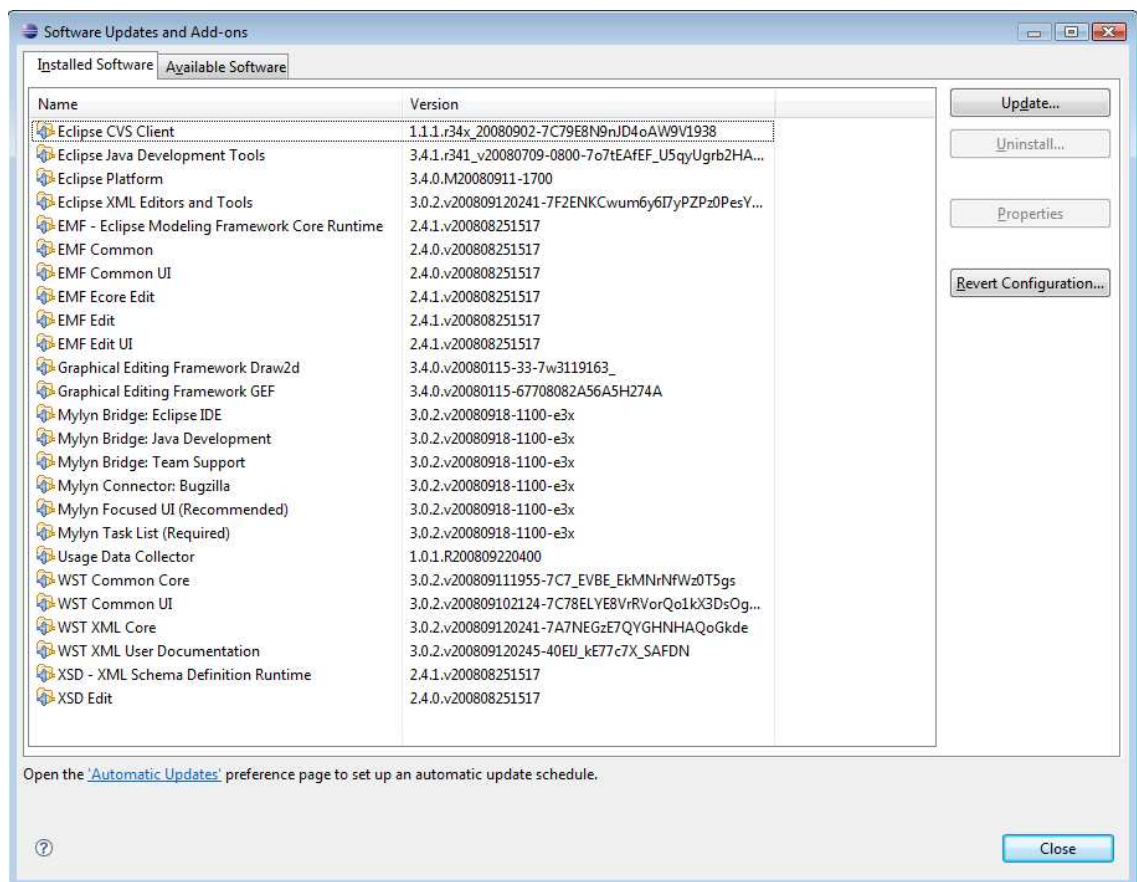 Software Updates and Add-ons
Installed Software Available Software
Name Version
Eclipse CVS Client 1.1.1.r34x_20080902-7C79E8N9nJD4oAW9V1938
Eclipse Java Development Tools 3.4.1.r341_v20080709-0800-7o7tEAfEF_U5qyUgrb2HA...
Eclipse Platform 3.4.0.M20080911-1700
Eclipse XML Editors and Tools 3.0.2.v200809120241-7F2ENKCwum6y6I7yPZPz0PesY...
EMF - Eclipse Modeling Framework Core Runtime 2.4.1.v200808251517
EMF Common 2.4.0.v200808251517
EMF Common UI 2.4.0.v200808251517
EMF Ecore Edit 2.4.1.v200808251517
EMF Edit 2.4.1.v200808251517
EMF Edit UI 2.4.1.v200808251517
Graphical Editing Framework Draw2d 3.4.0.v20080115-33-7w3119163_
Graphical Editing Framework GEF 3.4.0.v20080115-67708082A56A5H274A
Mylyn Bridge: Eclipse IDE 3.0.2.v20080918-1100-e3x
Mylyn Bridge: Java Development 3.0.2.v20080918-1100-e3x
Mylyn Bridge: Team Support 3.0.2.v20080918-1100-e3x
Mylyn Connector: Bugzilla 3.0.2.v20080918-1100-e3x
Mylyn Focused UI (Recommended) 3.0.2.v20080918-1100-e3x
Mylyn Task List (Required) 3.0.2.v20080918-1100-e3x
Usage Data Collector 1.0.1.R200809220400
WST Common Core 3.0.2.v200809111955-7C7_EVBE_EkMNrNfWz0T5gs
WST Common UI 3.0.2.v200809102124-7C78ELYE8VrRVorQo1kX3DsOg...
WST XML Core 3.0.2.v200809120241-7A7NEGzE7QYGHNHAQoGkde
WST XML User Documentation 3.0.2.v200809120245-40EIJ_kE77c7X_SAFDN
XSD - XML Schema Definition Runtime 2.4.1.v200808251517
XSD Edit 2.4.0.v200808251517
Update...
Uninstall...
Properties
Revert Configuration...
Open the 'Automatic Updates' preference page to set up an automatic update schedule.
?
Close